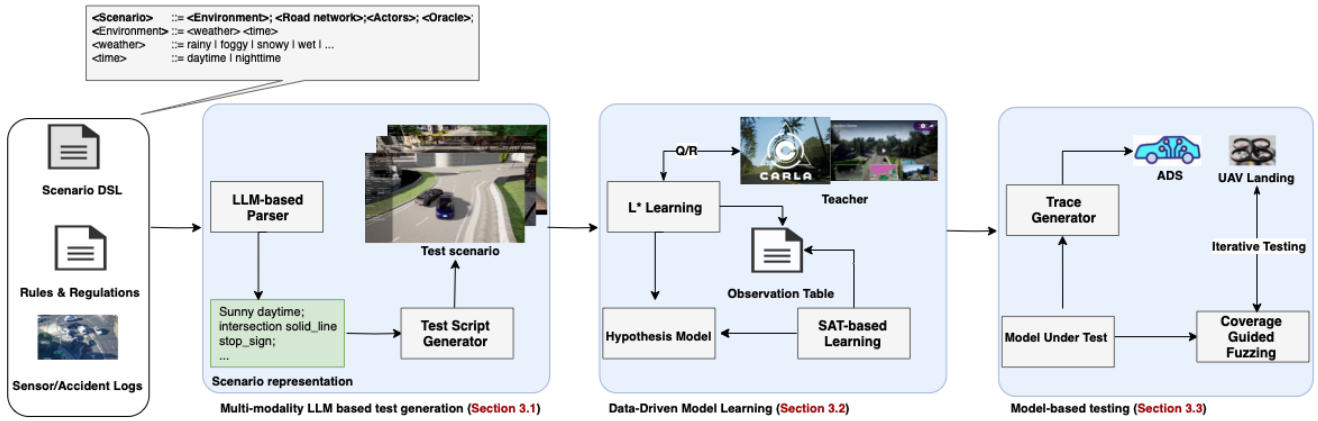 <Scenario> ::= <Environment>; <Road network>;<Actors>; <Oracle>;
<Environment> ::= <weather> <time>
<weather> ::= rainy | foggy | snowy | wet | ...
<time> ::= daytime | nighttime
Scenario DSL
Rules & Regulations
Sensor/Accident Logs
LLM-based
Parser
Sunny daytime;
intersection solid_line
stop_sign;
...
Scenario representation
Test scenario
Test Script
Generator
Multi-modality LLM based test generation (Section 3.1)
Q/R
CARLA
Teacher
L* Learning
Observation Table
Hypothesis Model
SAT-based
Learning
Data-Driven Model Learning (Section 3.2)
Trace
Generator
ADS
UAV Landing
Iterative Testing
Model Under Test
Coverage
Guided
Fuzzing
Model-based testing (Section 3.3)